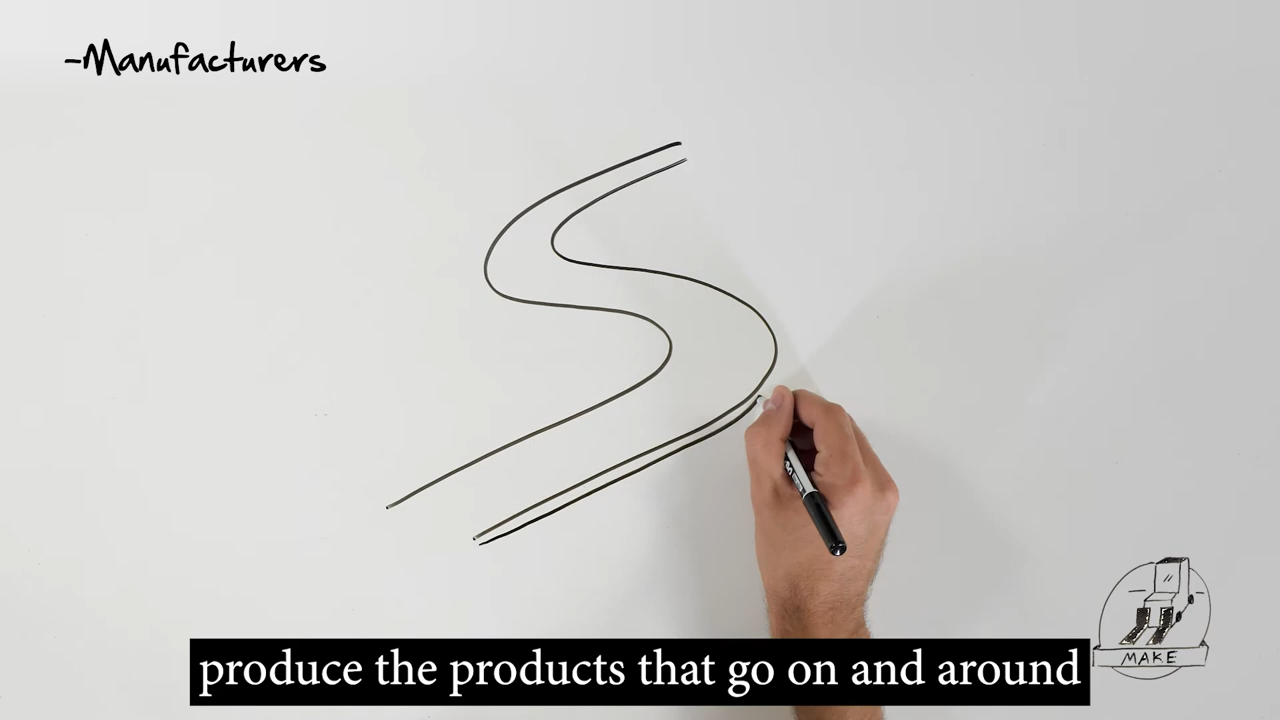 -Manufacturers
MAKE
produce the products that go on and around